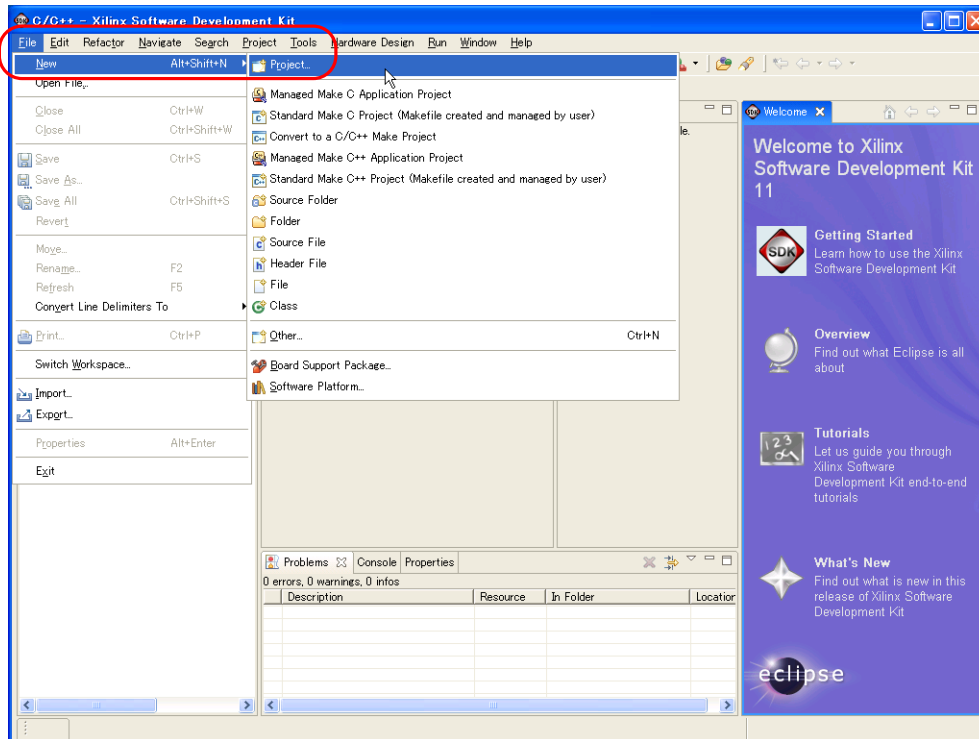 C/C++ - Xilinx Software Development Kit
File Edit Refactor Navigate Search Project Tools Hardware Design Run Window Help
New Alt+Shift+N
Open File...
Close Ctrl+W
Close All Ctrl+Shift+W
Save Ctrl+S
Save As...
Save All Ctrl+Shift+S
Revert
Move...
Rename... F2
Refresh F5
Convert Line Delimiters To
Print... Ctrl+P
Switch Workspace...
Import...
Export...
Properties Alt+Enter
Exit
Project...
Managed Make C Application Project
Standard Make C Project (Makefile created and managed by user)
Convert to a C/C++ Make Project
Managed Make C++ Application Project
Standard Make C++ Project (Makefile created and managed by user)
Source Folder
Folder
Source File
Header File
File
Class
Other... Ctrl+N
Board Support Package...
Software Platform...
le.
Problems Console Properties
0 errors, 0 warnings, 0 infos
Description Resource In Folder Location
Welcome
Welcome to Xilinx
Software Development Kit
11
SDK
Getting Started
Learn how to use the Xilinx
Software Development Kit
Overview
Find out what Eclipse is all
about
123
Tutorials
Let us guide you through
Xilinx Software
Development Kit end-to-end
tutorials
What's New
Find out what is new in this
release of Xilinx Software
Development Kit
eclipse